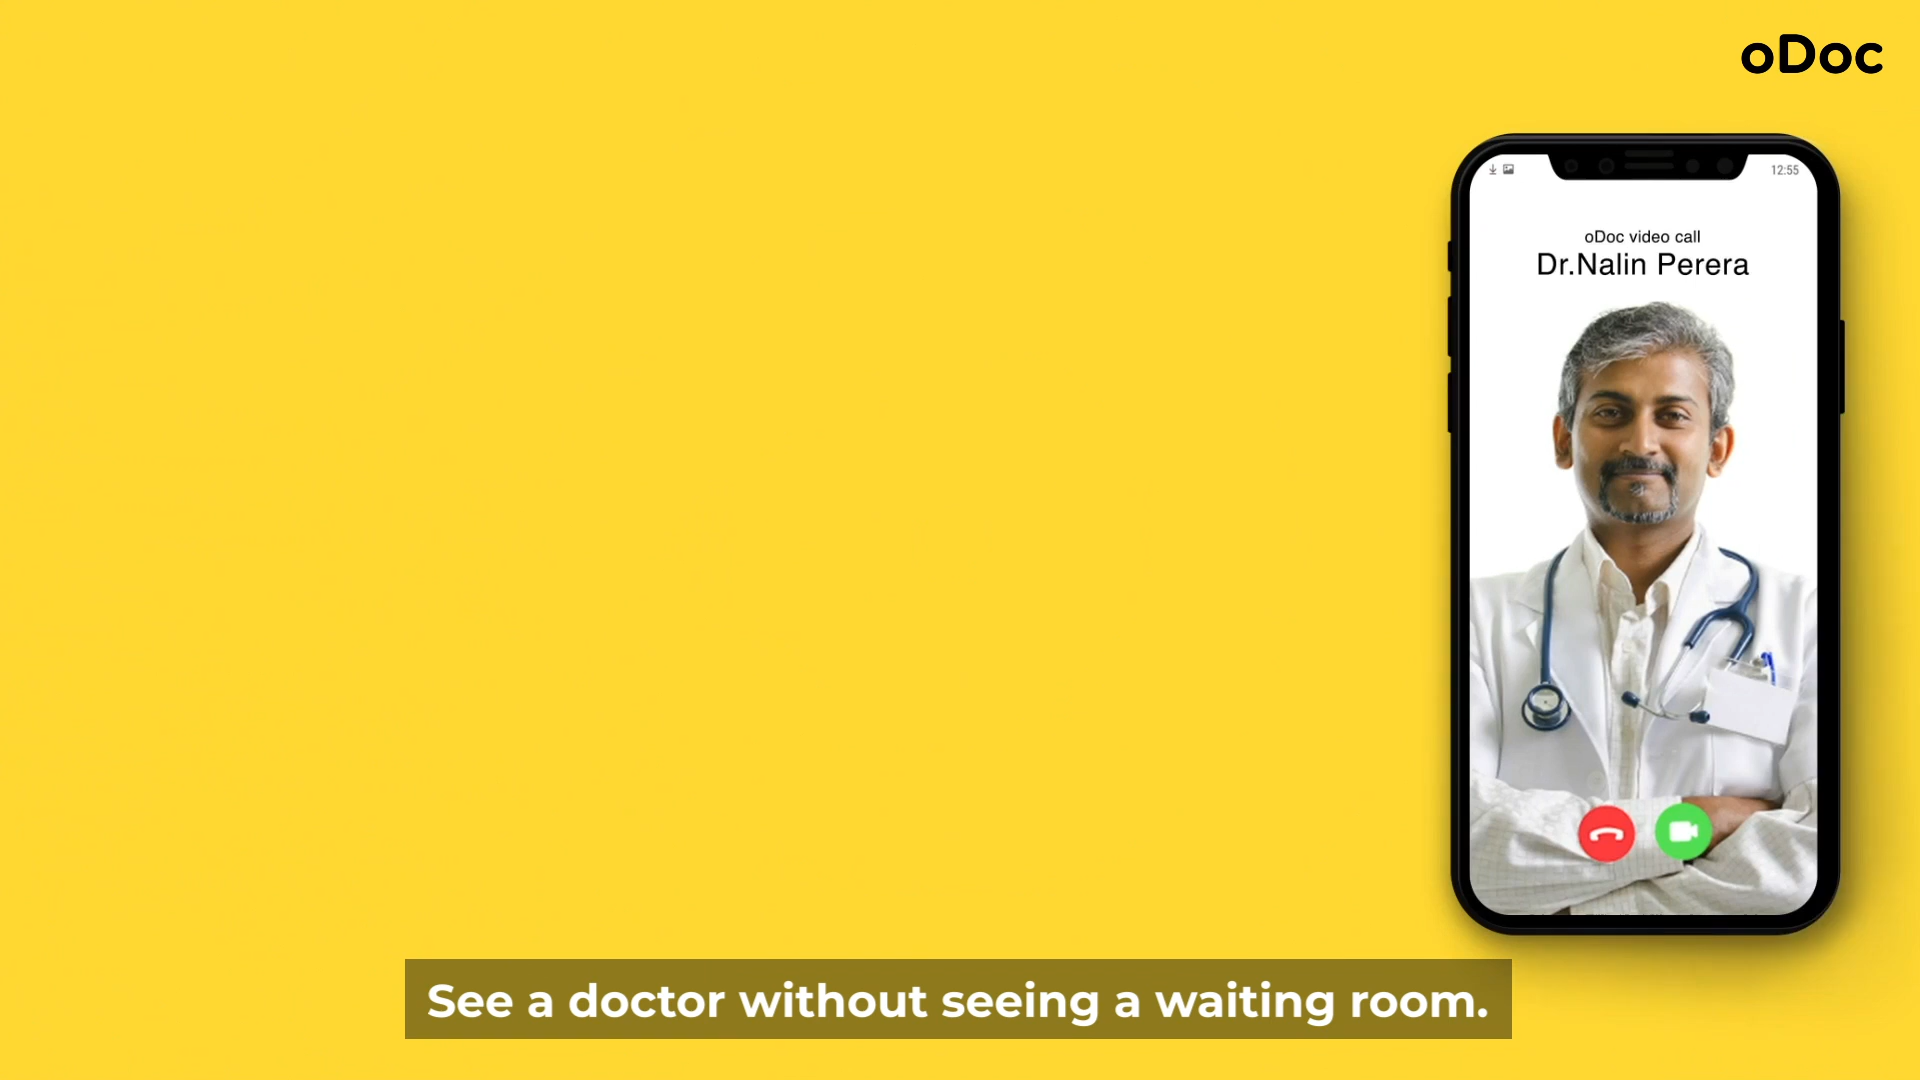 oDoc
12:55
oDoc video call
Dr.Nalin Perera
See a doctor without seeing a waiting room.